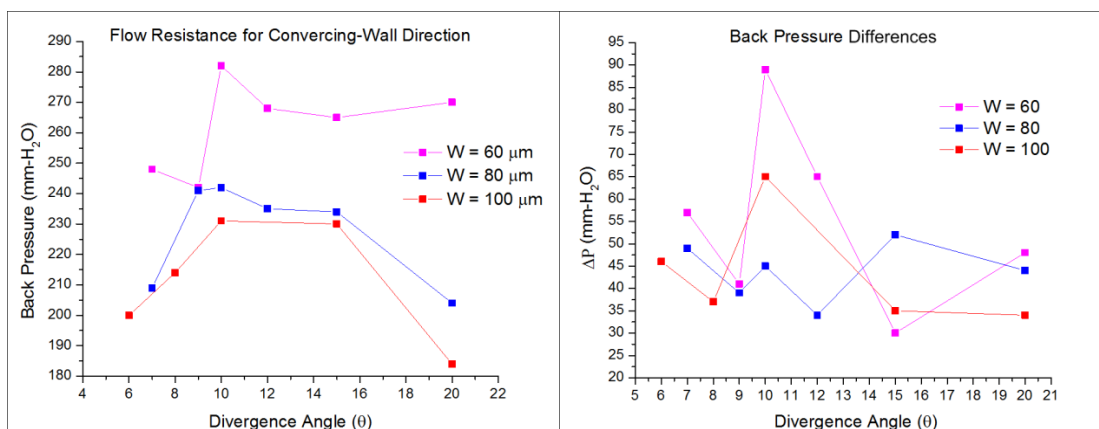 Flow Resistance for Convercing-Wall Direction
290
280
270
260
250
240
230
220
210
200
190
180
Back Pressure (mm-H₂O)
W = 60 μm
W = 80 μm
W = 100 μm
4 6 8 10 12 14 16 18 20 22
Divergence Angle (θ)
Back Pressure Differences
95
90
85
80
75
70
65
60
55
50
45
40
35
30
25
20
ΔP (mm-H₂O)
W = 60
W = 80
W = 100
5 6 7 8 9 10 11 12 13 14 15 16 17 18 19 20 21
Divergence Angle (θ)